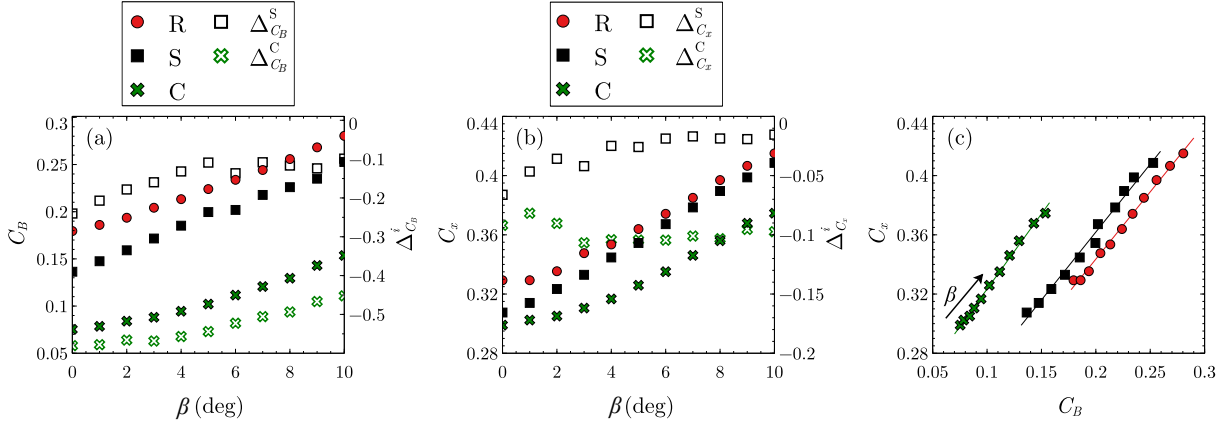 R Δ^S_{C_B}
S Δ^C_{C_B}
C
R Δ^S_{C_x}
S Δ^C_{C_x}
C
(a)
0.3
0.25
0.2
0.15
0.1
0.05
C_B
0
−0.1
−0.2
−0.3
−0.4
−0.5
Δ^i_{C_B}
0 2 4 6 8 10
β (deg)
(b)
0.44
0.4
0.36
0.32
0.28
C_x
0
−0.05
−0.1
−0.15
−0.2
Δ^i_{C_x}
0 2 4 6 8 10
β (deg)
(c)
0.44
0.4
0.36
0.32
0.28
C_x
β
0.05 0.1 0.15 0.2 0.25 0.3
C_B